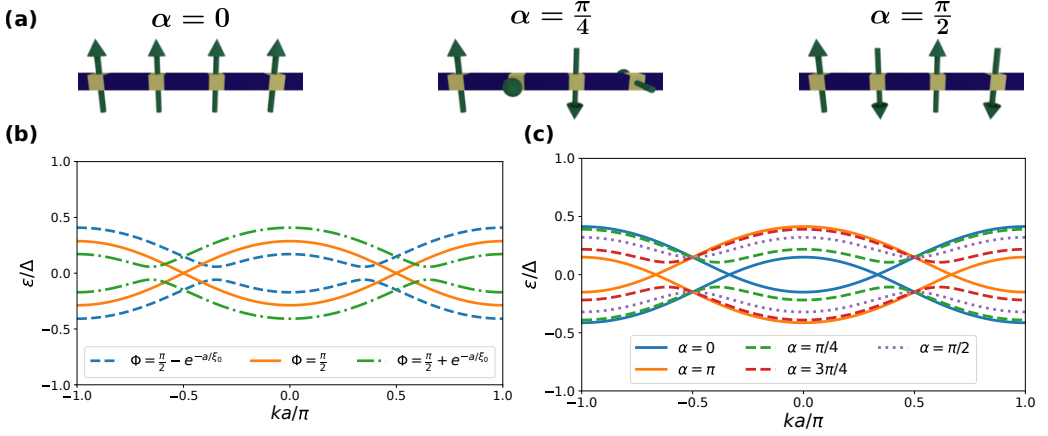 (a)
α = 0
α = π/4
α = π/2
(b)
(c)
1.0
0.5
0.0
−0.5
−1.0
ε/Δ
Φ = π/2 − e^{−a/ξ₀}
Φ = π/2
Φ = π/2 + e^{−a/ξ₀}
−1.0 −0.5 0.0 0.5 1.0
ka/π
1.0
0.5
0.0
−0.5
−1.0
ε/Δ
α = 0
α = π
α = π/4
α = 3π/4
α = π/2
−1.0 −0.5 0.0 0.5 1.0
ka/π